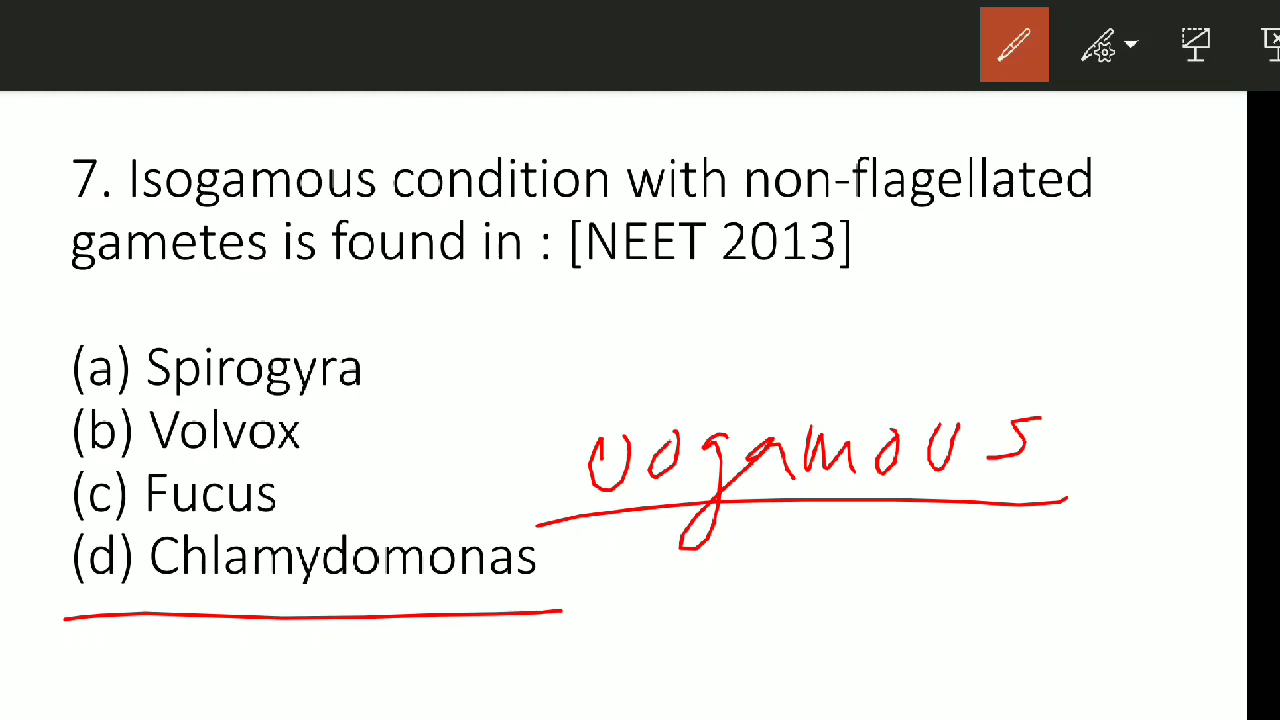 7. Isogamous condition with non-flagellated
gametes is found in : [NEET 2013]
(a) Spirogyra
(b) Volvox
(c) Fucus
(d) Chlamydomonas
oogamous